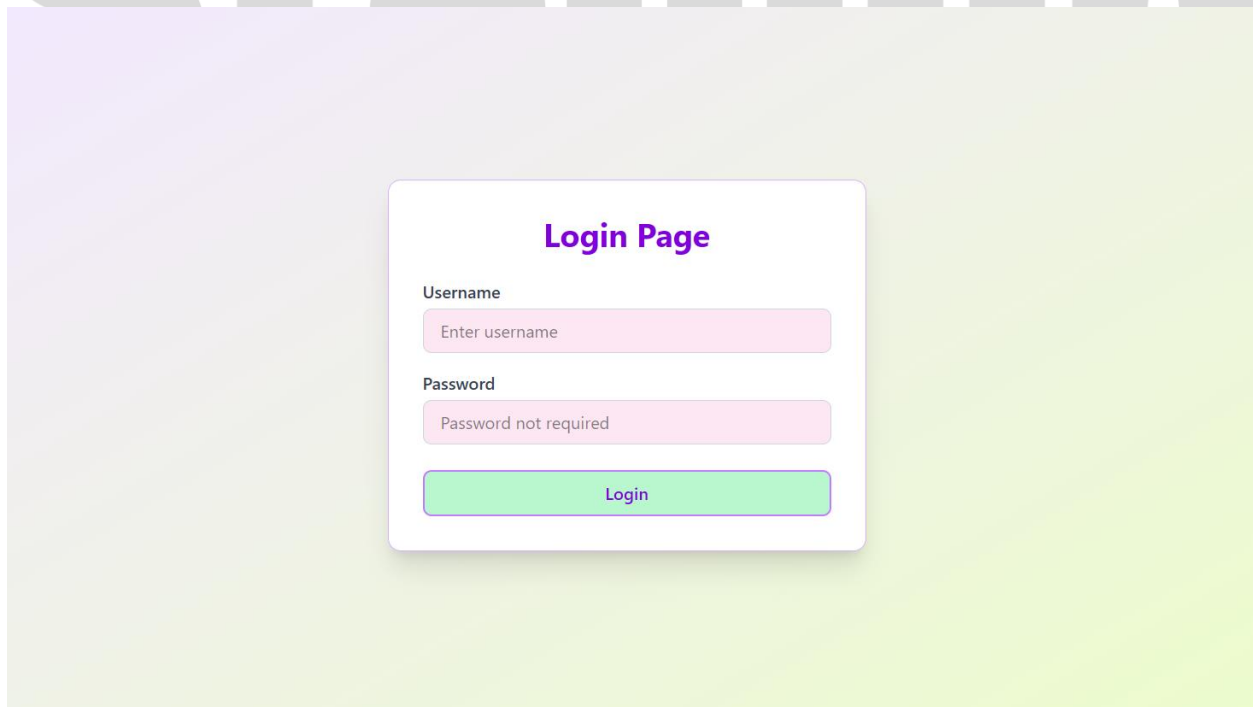 Login Page
Username
Enter username
Password
Password not required
Login